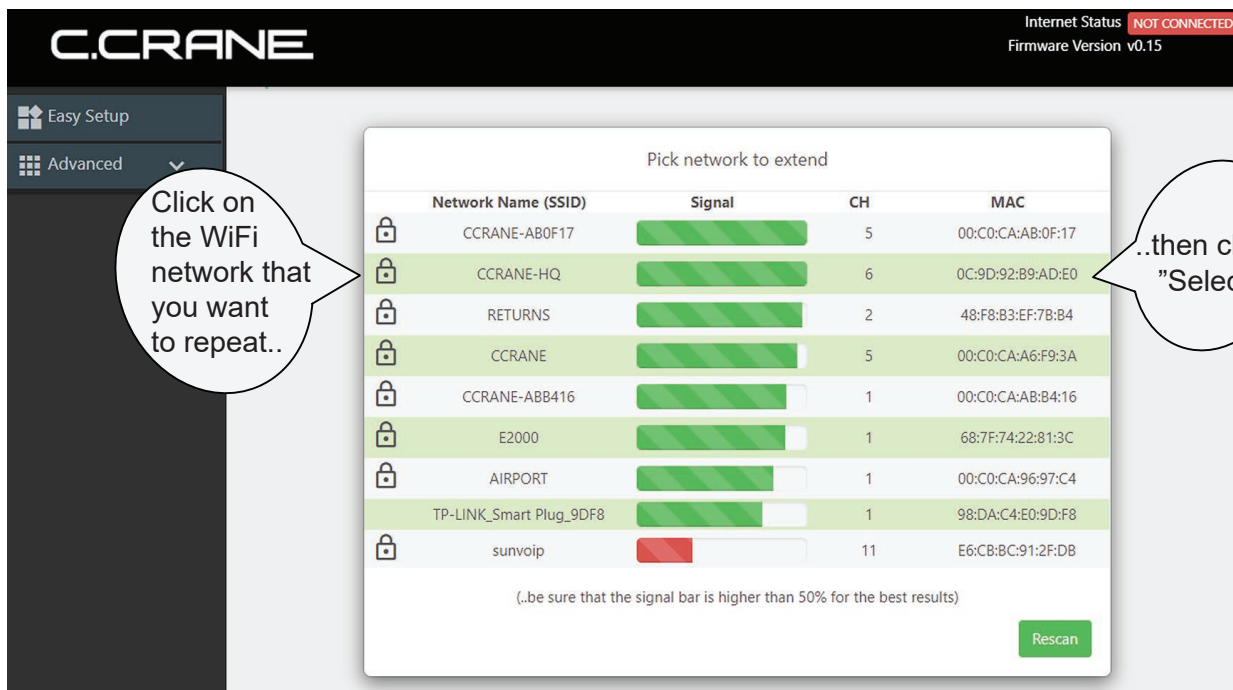 C.CRANE
Internet Status NOT CONNECTED
Firmware Version v0.15
Easy Setup
Advanced
Click on
the WiFi
network that
you want
to repeat..
Pick network to extend
Network Name (SSID) Signal CH MAC
CCRANE-AB0F17 5 00:C0:CA:AB:0F:17
CCRANE-HQ 6 0C:9D:92:B9:AD:E0
RETURNS 2 48:F8:B3:EF:7B:B4
CCRANE 5 00:C0:CA:A6:F9:3A
CCRANE-ABB416 1 00:C0:CA:AB:B4:16
E2000 1 68:7F:74:22:81:3C
AIRPORT 1 00:C0:CA:96:97:C4
TP-LINK_Smart Plug_9DF8 1 98:DA:C4:E0:9D:F8
sunvoip 11 E6:CB:BC:91:2F:DB
(..be sure that the signal bar is higher than 50% for the best results)
Rescan
..then